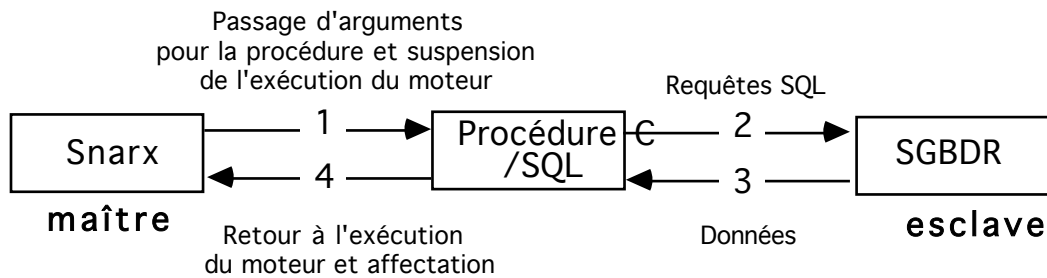 Passage d'arguments
pour la procédure et suspension
de l'exécution du moteur
Requêtes SQL
1
2
Snarx
Procédure C
/SQL
SGBDR
4
3
maître
esclave
Retour à l'exécution
du moteur et affectation
Données